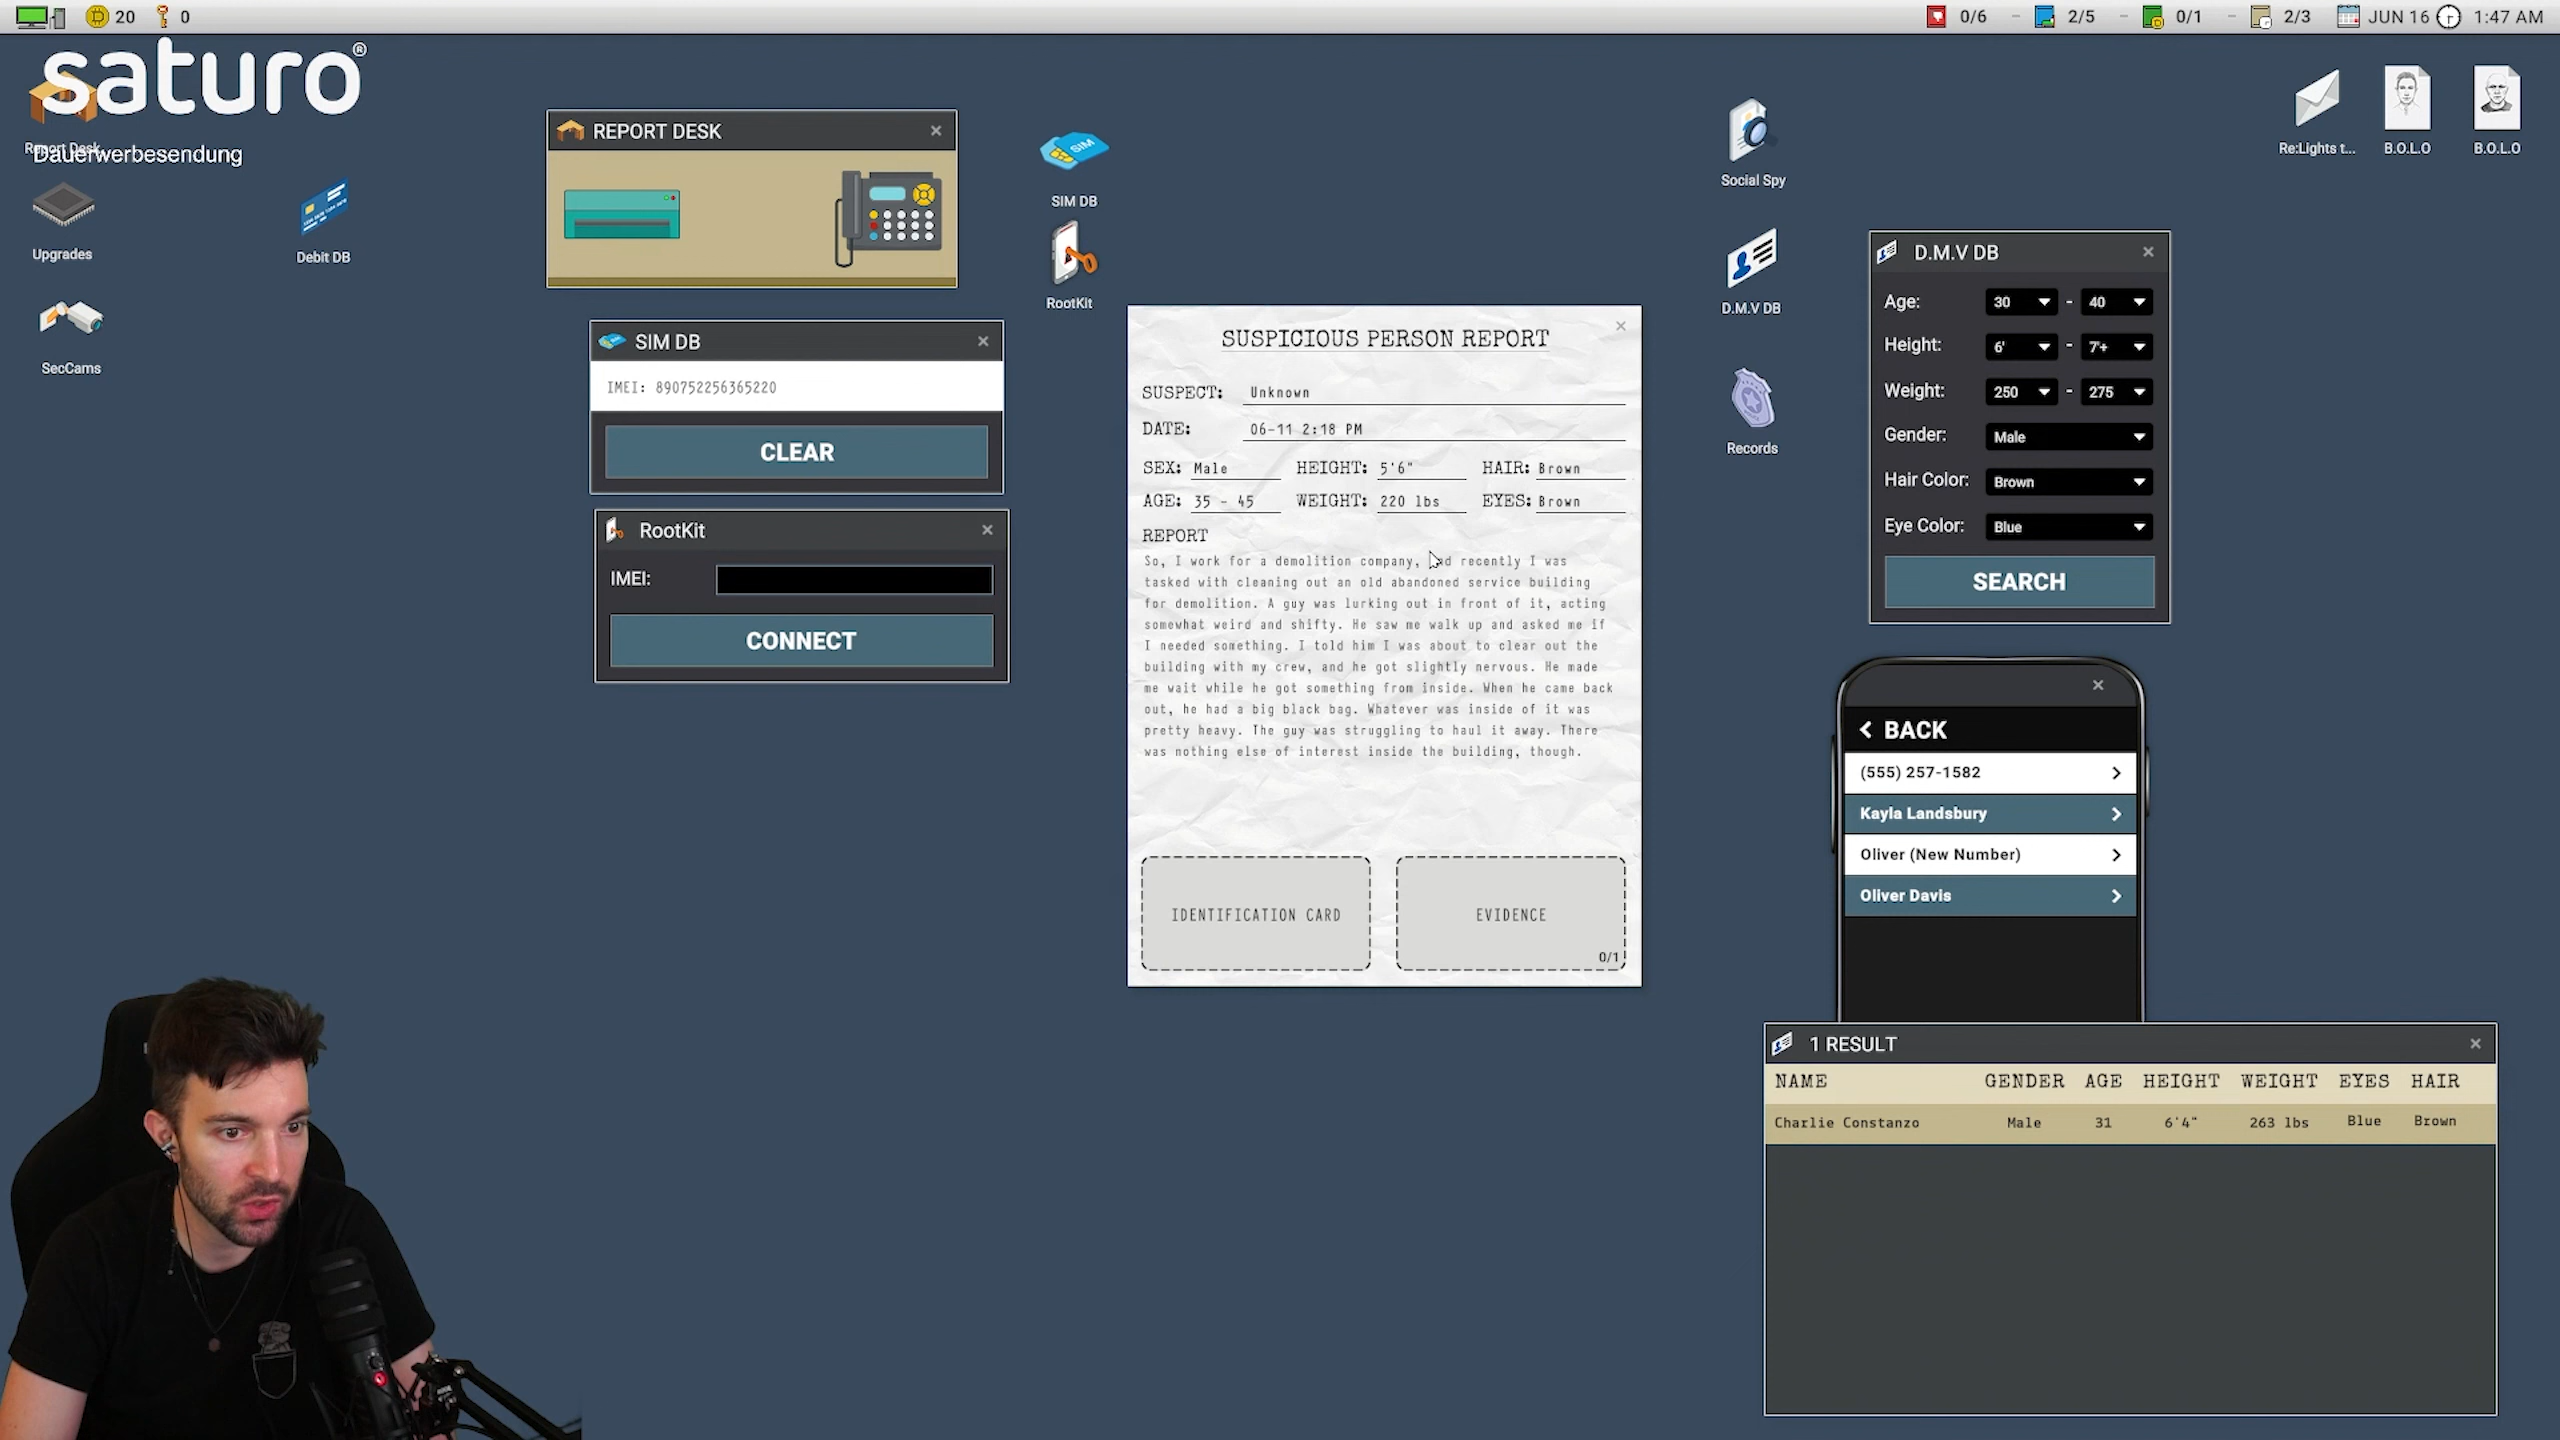 20
0
0/6
2/5
0/1
2/3
JUN 16
1:47 AM
saturo®
Report Desk
Dauerwerbesendung
Upgrades
Debit DB
SecCams
REPORT DESK
SIM DB
IMEI: 890752256365220
CLEAR
RootKit
IMEI:
CONNECT
SIM DB
SIM
RootKit
SUSPICIOUS PERSON REPORT
SUSPECT: Unknown
DATE: 06-11 2:18 PM
SEX: Male HEIGHT: 5'6" HAIR: Brown
AGE: 35 - 45 WEIGHT: 220 lbs EYES: Brown
REPORT
So, I work for a demolition company, and recently I was
tasked with cleaning out an old abandoned service building
for demolition. A guy was lurking out in front of it, acting
somewhat weird and shifty. He saw me walk up and asked me if
I needed something. I told him I was about to clear out the
building with my crew, and he got slightly nervous. He made
me wait while he got something from inside. When he came back
out, he had a big black bag. Whatever was inside of it was
pretty heavy. The guy was struggling to haul it away. There
was nothing else of interest inside the building, though.
IDENTIFICATION CARD
EVIDENCE
0/1
Social Spy
D.M.V DB
Records
Re:Lights t...
B.O.L.O
B.O.L.O
D.M.V DB
Age: 30 - 40
Height: 6' - 7'+
Weight: 250 - 275
Gender: Male
Hair Color: Brown
Eye Color: Blue
SEARCH
BACK
(555) 257-1582
Kayla Landsbury
Oliver (New Number)
Oliver Davis
1 RESULT
NAME GENDER AGE HEIGHT WEIGHT EYES HAIR
Charlie Constanzo Male 31 6'4" 263 lbs Blue Brown